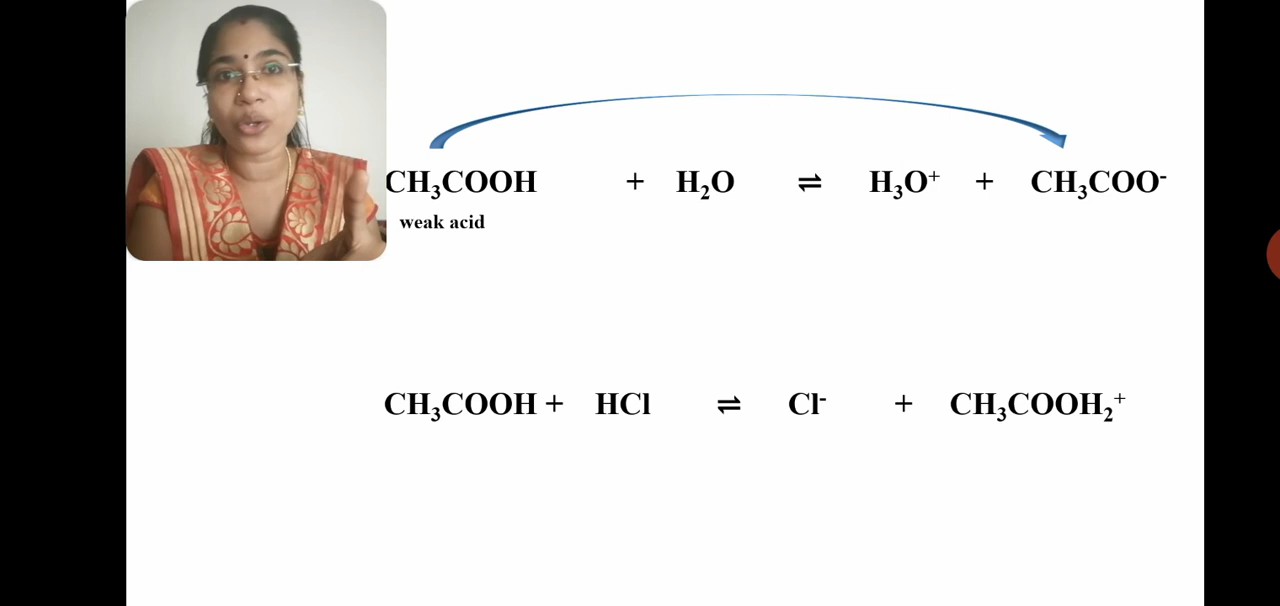 CH₃COOH + H₂O ⇌ H₃O⁺ + CH₃COO⁻
weak acid
CH₃COOH + HCl ⇌ Cl⁻ + CH₃COOH₂⁺